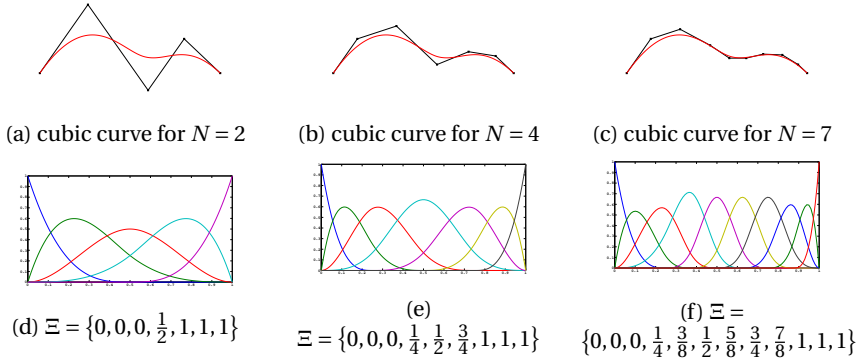 (a) cubic curve for N = 2
(b) cubic curve for N = 4
(c) cubic curve for N = 7
(d) Ξ = {0,0,0,1/2,1,1,1}
(e)
Ξ = {0,0,0,1/4,1/2,3/4,1,1,1}
(f) Ξ =
{0,0,0,1/4,3/8,1/2,5/8,3/4,7/8,1,1,1}